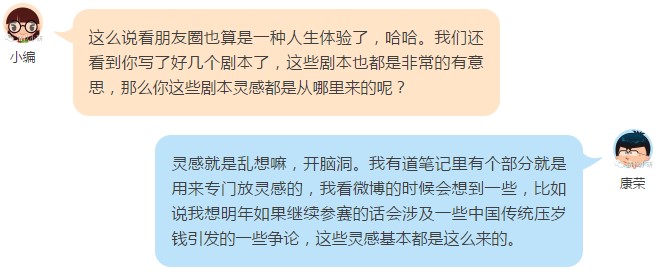 这么说看朋友圈也算是一种人生体验了，哈哈。我们还
看到你写了好几个剧本了，这些剧本也都是非常的有意
思，那么你这些剧本灵感都是从哪里来的呢？
小编
灵感就是乱想嘛，开脑洞。我有道笔记里有个部分就是
用来专门放灵感的，我看微博的时候会想到一些，比如
说我想明年如果继续参赛的话会涉及一些中国传统压岁
钱引发的一些争论，这些灵感基本都是这么来的。
康荣